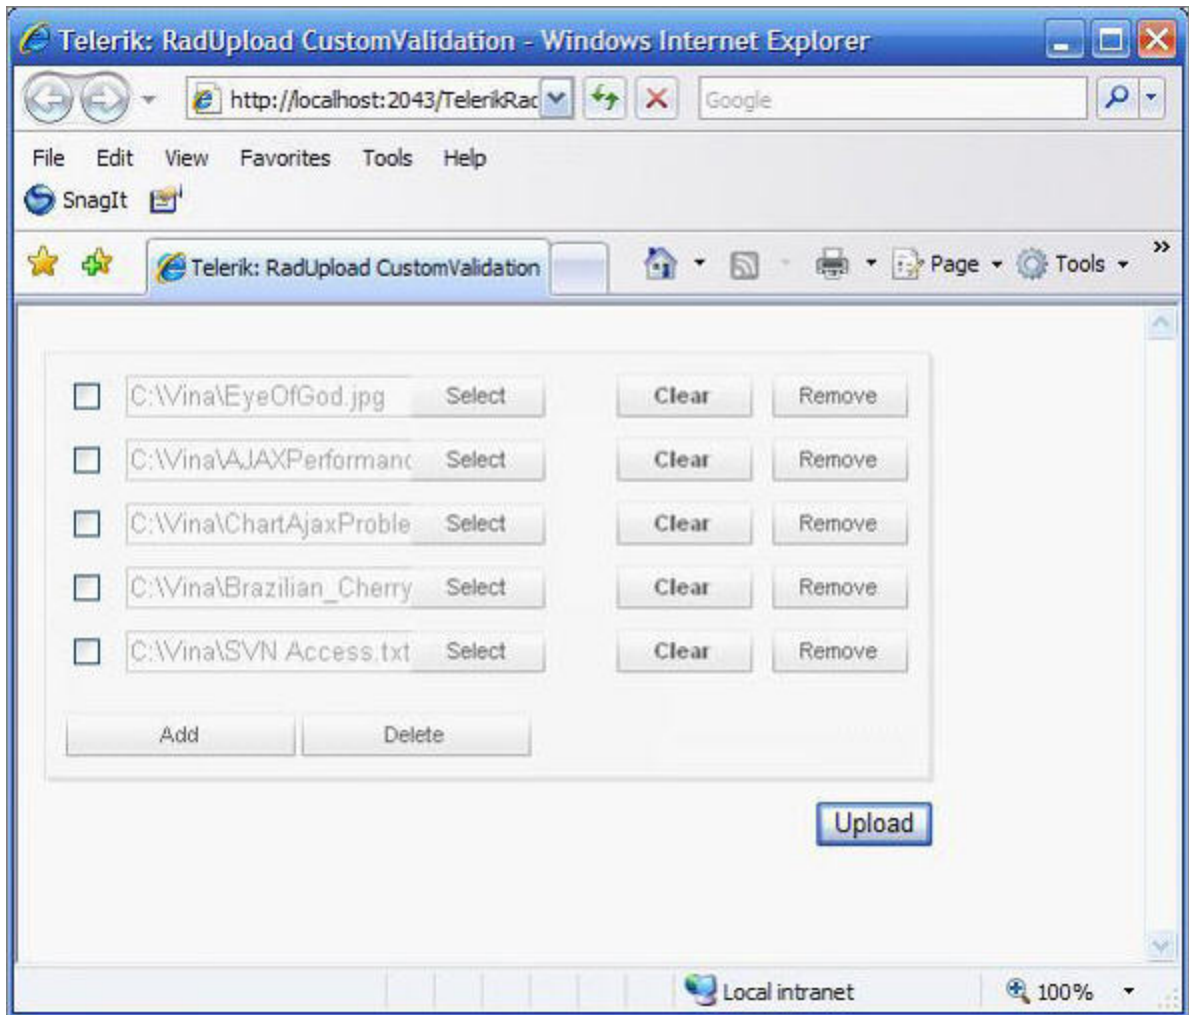 Telerik: RadUpload CustomValidation - Windows Internet Explorer
http://localhost:2043/TelerikRad
Google
File Edit View Favorites Tools Help
SnagIt
Telerik: RadUpload CustomValidation
Page Tools »
C:\Vina\EyeOfGod.jpg Select Clear Remove
C:\Vina\AJAXPerformanc Select Clear Remove
C:\Vina\ChartAjaxProble Select Clear Remove
C:\Vina\Brazilian_Cherry Select Clear Remove
C:\Vina\SVN Access.txt Select Clear Remove
Add Delete
Upload
Local intranet 100%